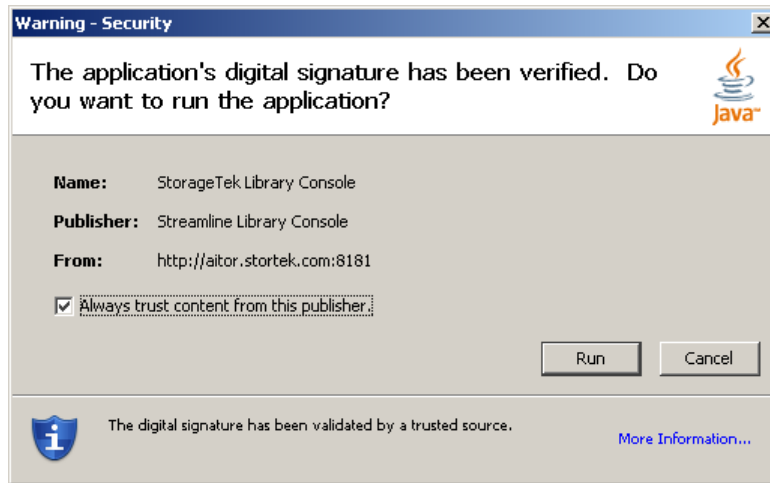 Warning - Security
The application's digital signature has been verified. Do
you want to run the application?
Java™
Name: StorageTek Library Console
Publisher: Streamline Library Console
From: http://aitor.stortek.com:8181
Always trust content from this publisher.
Run Cancel
The digital signature has been validated by a trusted source.
More Information...